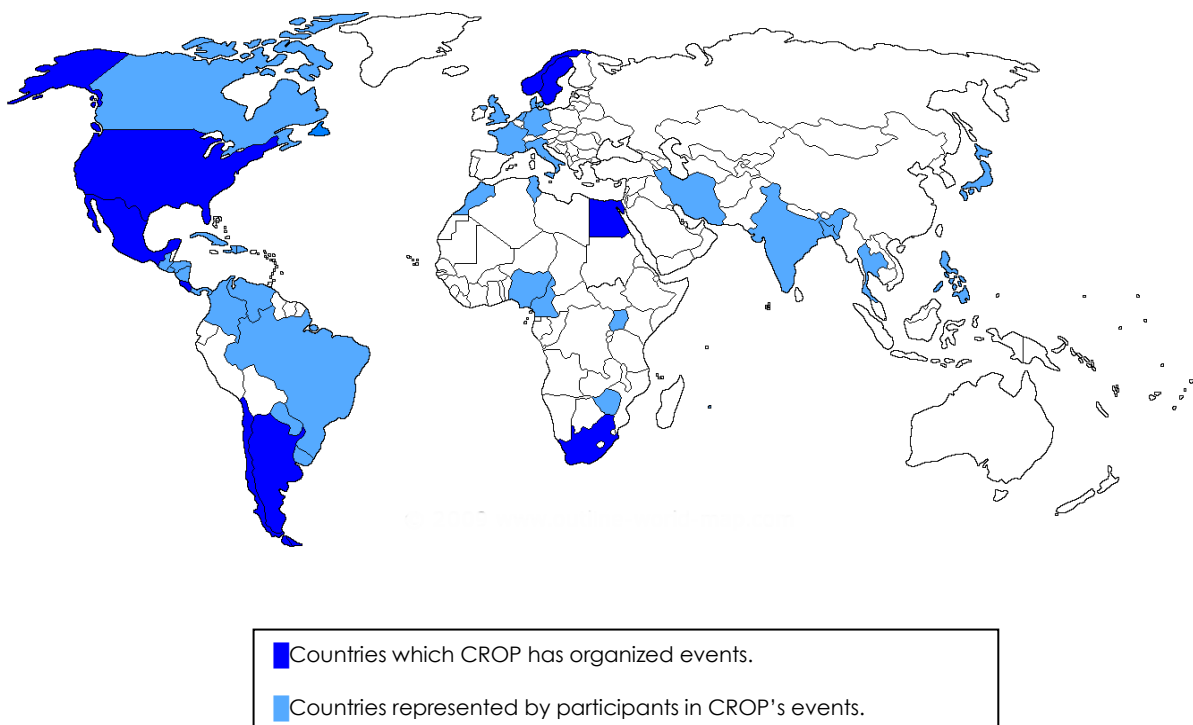 Countries which CROP has organized events.
Countries represented by participants in CROP's events.